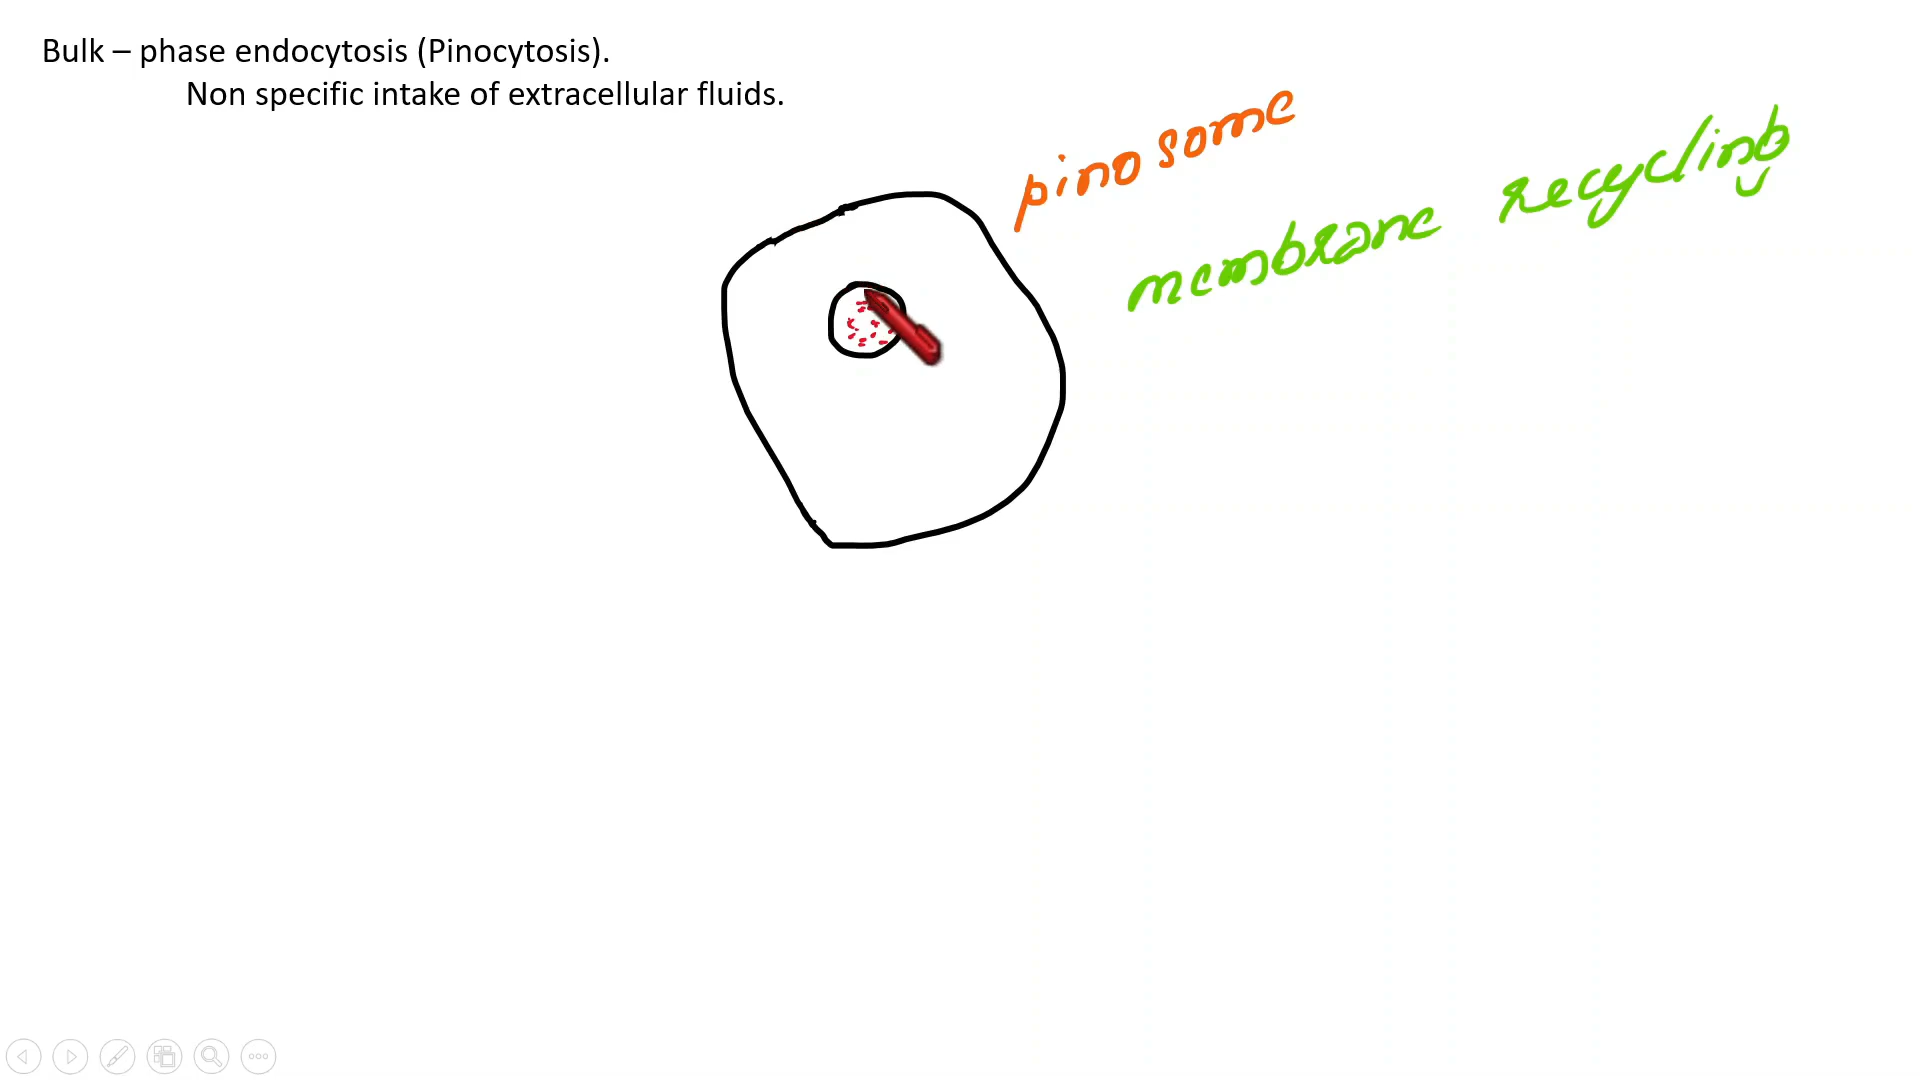 Bulk – phase endocytosis (Pinocytosis).
Non specific intake of extracellular fluids.
pinosome
membrane recycling